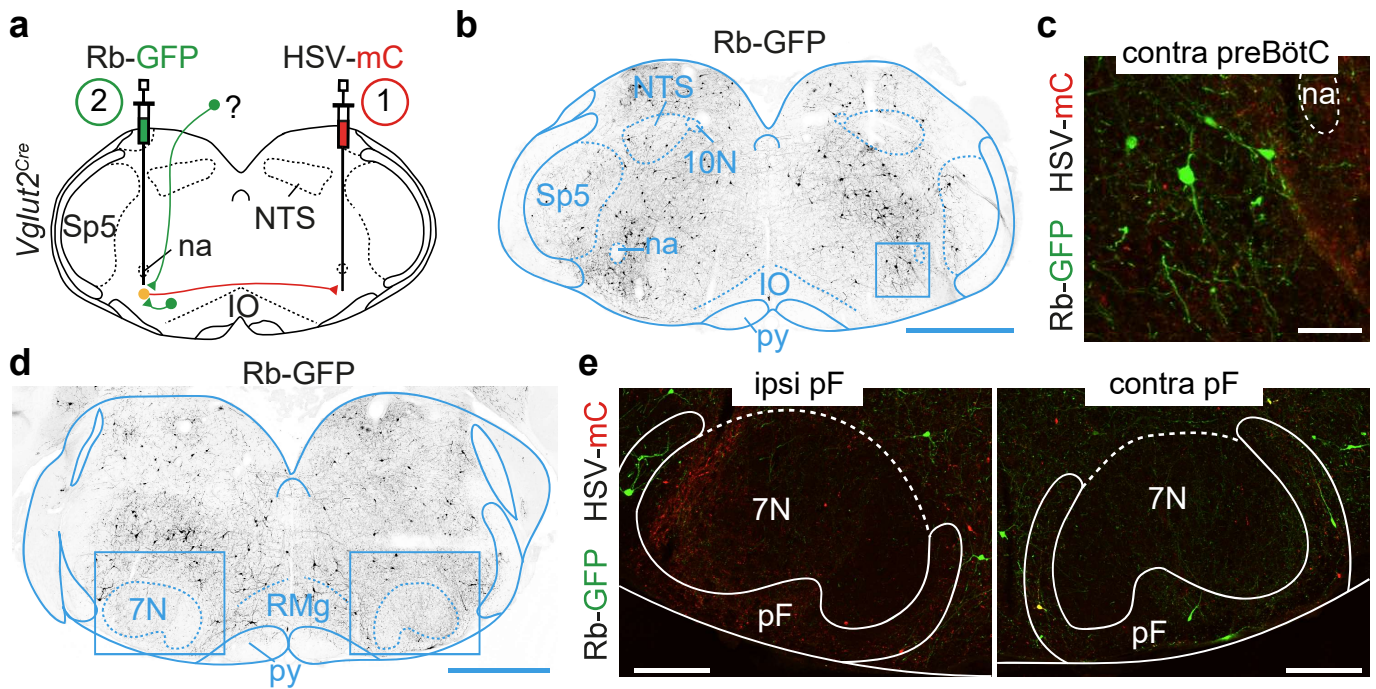 a
Rb-GFP
HSV-mC
2
1
?
Vglut2Cre
Sp5
NTS
na
IO
b
Rb-GFP
NTS
10N
Sp5
na
IO
py
c
contra preBötC
Rb-GFP HSV-mC
na
d
Rb-GFP
7N
RMg
py
e
ipsi pF
contra pF
Rb-GFP HSV-mC
7N
pF
7N
pF